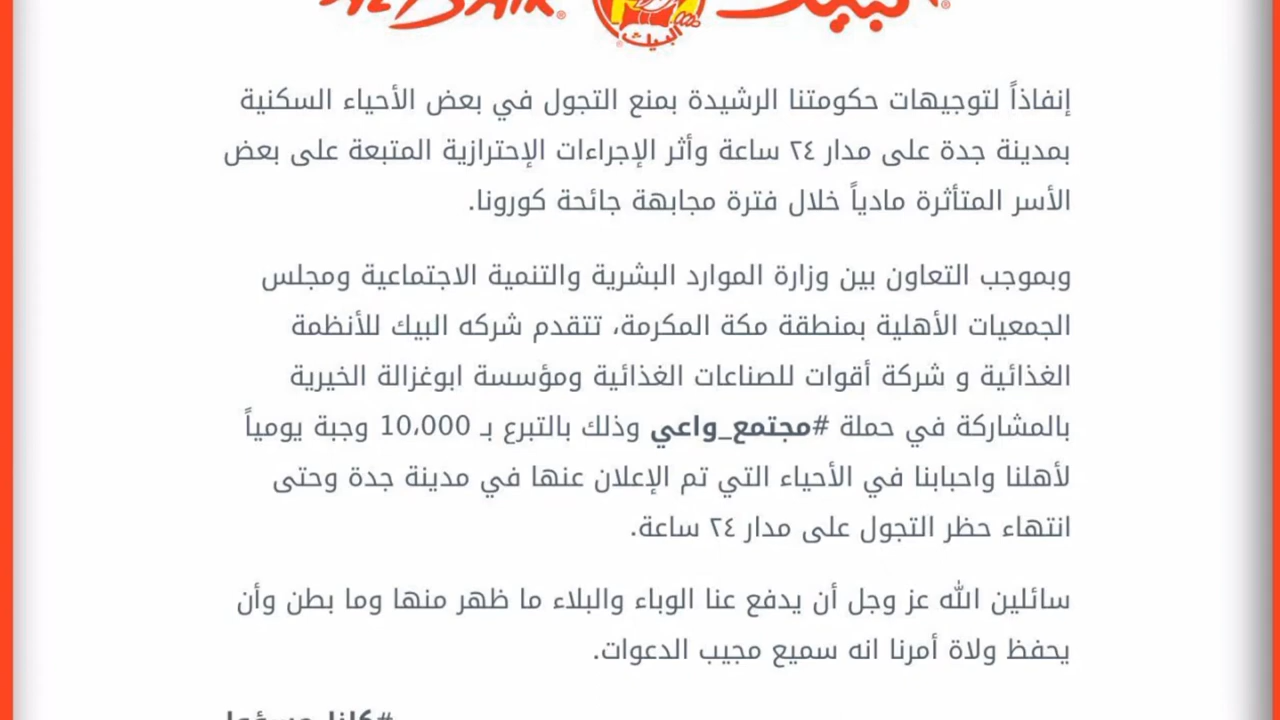 ALBAIK® البيك ®
البيك
إنفاذاً لتوجيهات حكومتنا الرشيدة بمنع التجول في بعض الأحياء السكنية
بمدينة جدة على مدار ٢٤ ساعة وأثر الإجراءات الإحترازية المتبعة على بعض
الأسر المتأثرة مادياً خلال فترة مجابهة جائحة كورونا.
وبموجب التعاون بين وزارة الموارد البشرية والتنمية الاجتماعية ومجلس
الجمعيات الأهلية بمنطقة مكة المكرمة، تتقدم شركه البيك للأنظمة
الغذائية و شركة أقوات للصناعات الغذائية ومؤسسة ابوغزالة الخيرية
بالمشاركة في حملة #مجتمع_واعي وذلك بالتبرع بـ 10،000 وجبة يومياً
لأهلنا واحبابنا في الأحياء التي تم الإعلان عنها في مدينة جدة وحتى
انتهاء حظر التجول على مدار ٢٤ ساعة.
سائلين الله عز وجل أن يدفع عنا الوباء والبلاء ما ظهر منها وما بطن وأن
يحفظ ولاة أمرنا انه سميع مجيب الدعوات.